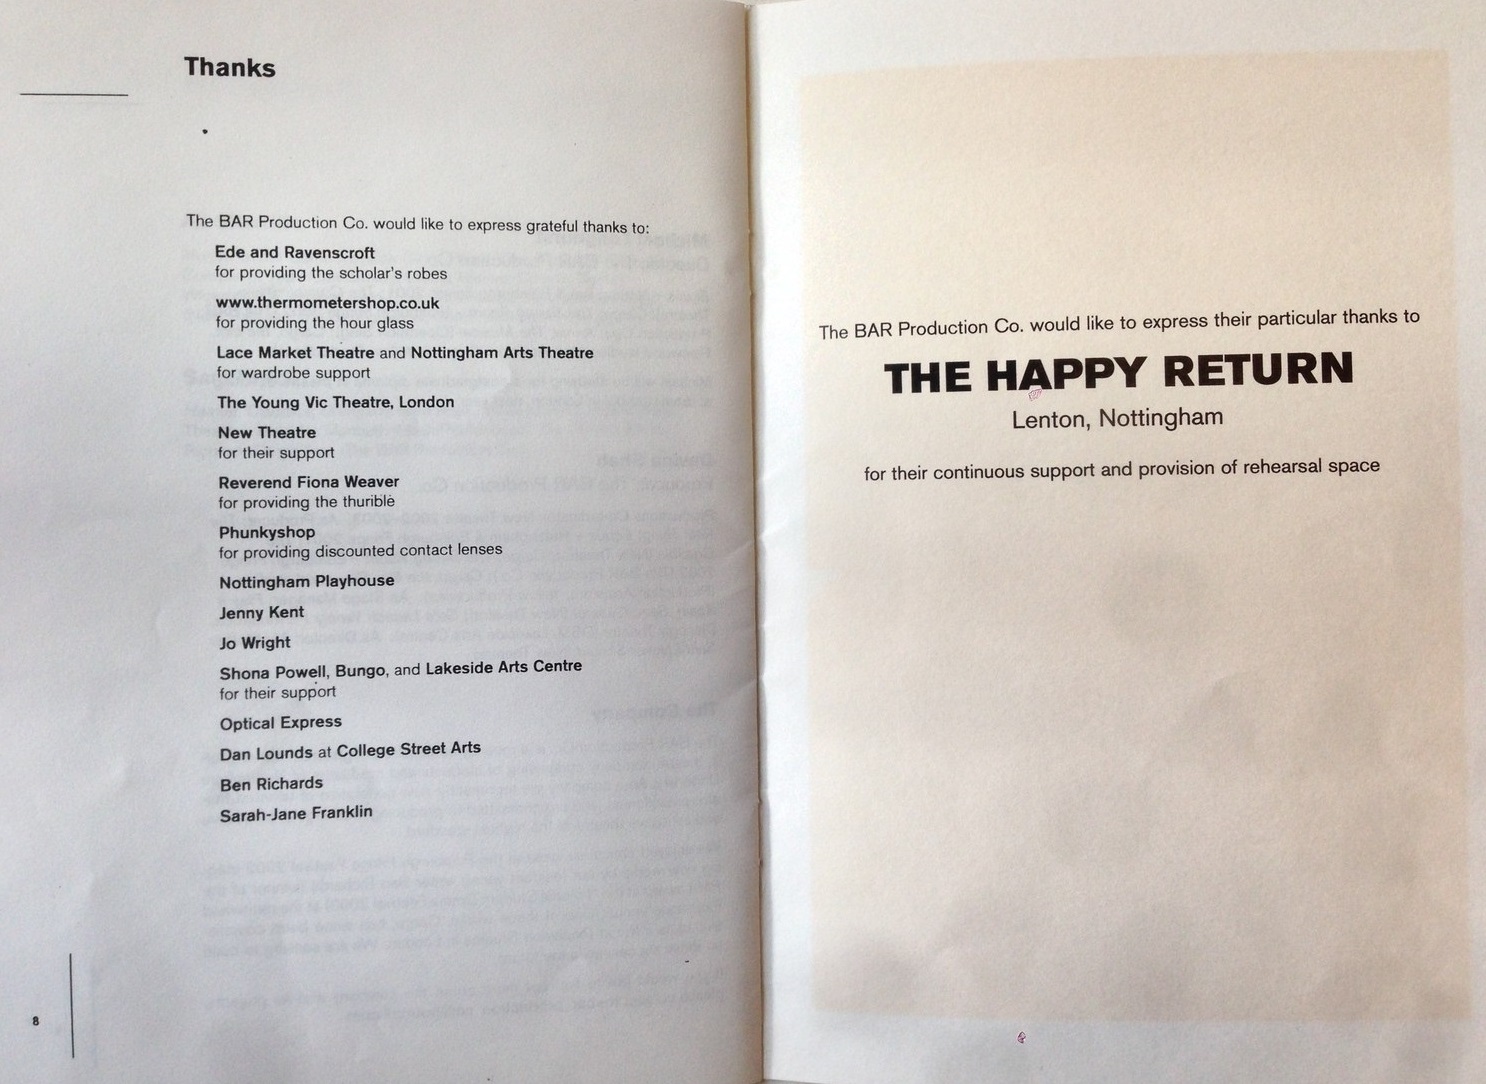 Thanks
The BAR Production Co. would like to express grateful thanks to:
Ede and Ravenscroft
for providing the scholar's robes
www.thermometershop.co.uk
for providing the hour glass
Lace Market Theatre and Nottingham Arts Theatre
for wardrobe support
The Young Vic Theatre, London
New Theatre
for their support
Reverend Fiona Weaver
for providing the thurible
Phunkyshop
for providing discounted contact lenses
Nottingham Playhouse
Jenny Kent
Jo Wright
Shona Powell, Bungo, and Lakeside Arts Centre
for their support
Optical Express
Dan Lounds at College Street Arts
Ben Richards
Sarah-Jane Franklin
8
The BAR Production Co. would like to express their particular thanks to
THE HAPPY RETURN
Lenton, Nottingham
for their continuous support and provision of rehearsal space